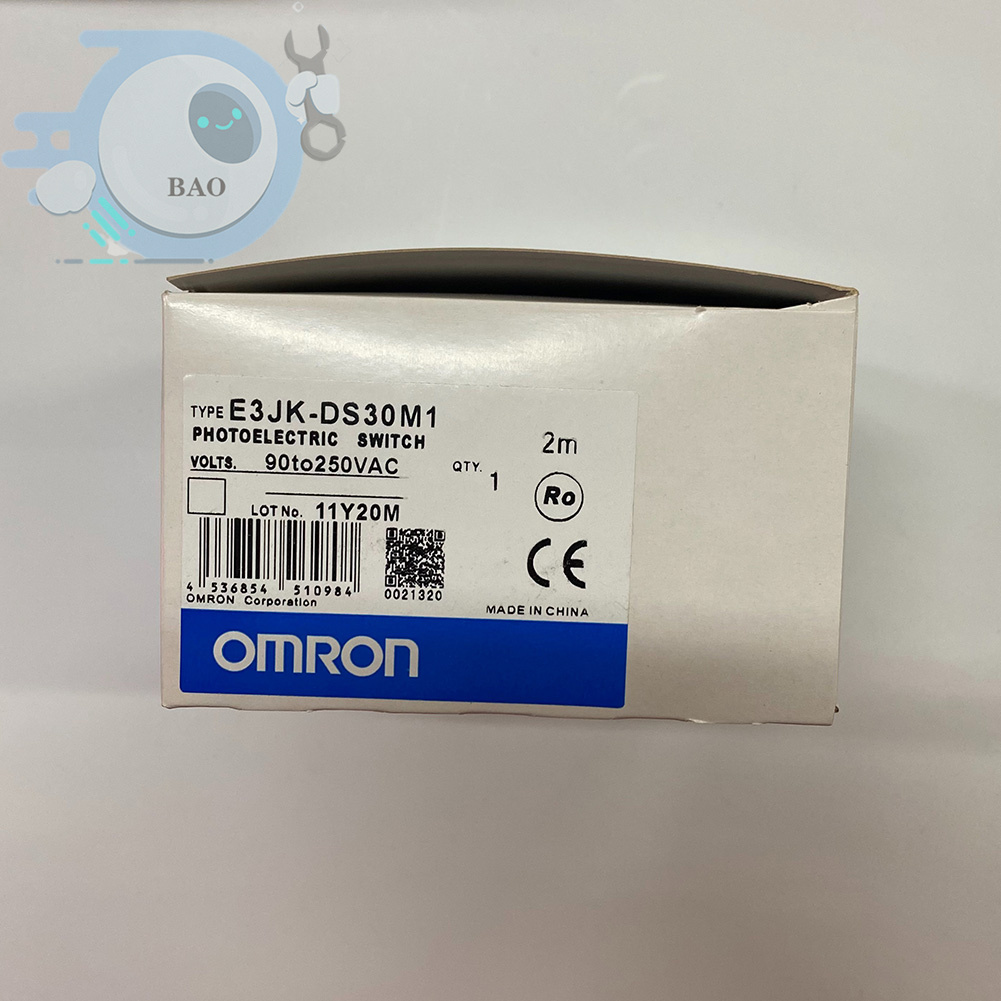 BAO
TYPE E3JK-DS30M1
PHOTOELECTRIC SWITCH
2m
VOLTS. 90to250VAC
QTY. 1
Ro
LOT No. 11Y20M
CE
4 536854 510984
0021320
OMRON Corporation
MADE IN CHINA
OMRON